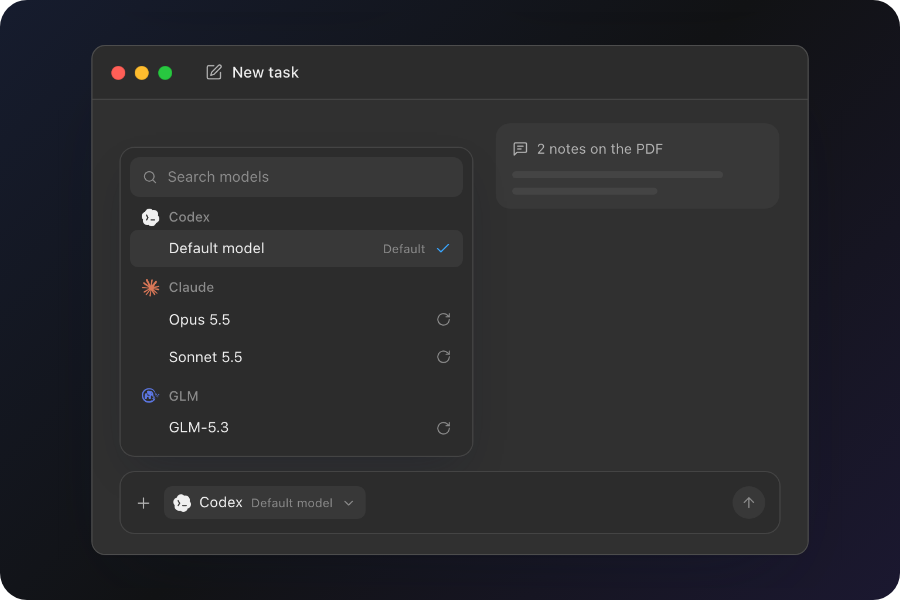 New task
2 notes on the PDF
Search models
Codex
Default model Default
Claude
Opus 5.5
Sonnet 5.5
GLM
GLM-5.3
Codex Default model